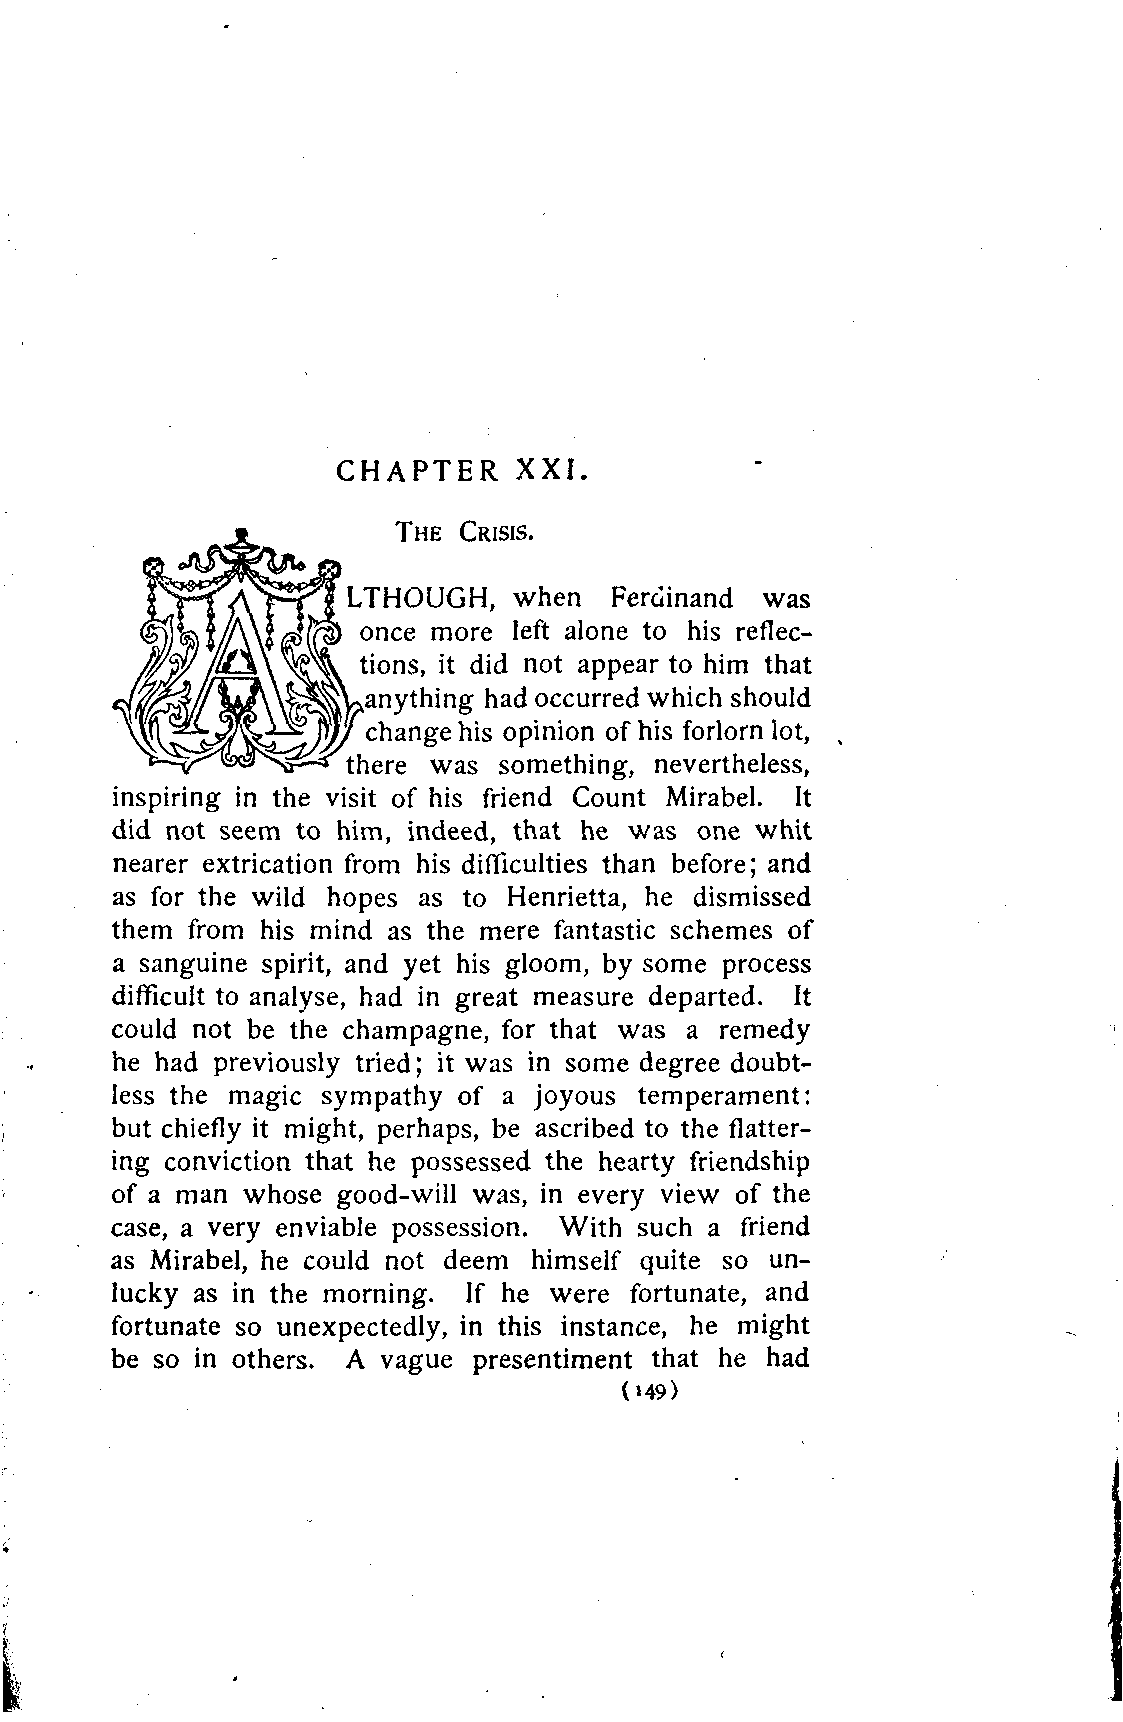 CHAPTER XXI.
THE CRISIS.
ALTHOUGH, when Ferdinand was
once more left alone to his reflec-
tions, it did not appear to him that
anything had occurred which should
change his opinion of his forlorn lot,
there was something, nevertheless,
inspiring in the visit of his friend Count Mirabel. It
did not seem to him, indeed, that he was one whit
nearer extrication from his difficulties than before; and
as for the wild hopes as to Henrietta, he dismissed
them from his mind as the mere fantastic schemes of
a sanguine spirit, and yet his gloom, by some process
difficult to analyse, had in great measure departed. It
could not be the champagne, for that was a remedy
he had previously tried; it was in some degree doubt-
less the magic sympathy of a joyous temperament:
but chiefly it might, perhaps, be ascribed to the flatter-
ing conviction that he possessed the hearty friendship
of a man whose good-will was, in every view of the
case, a very enviable possession. With such a friend
as Mirabel, he could not deem himself quite so un-
lucky as in the morning. If he were fortunate, and
fortunate so unexpectedly, in this instance, he might
be so in others. A vague presentiment that he had
(149)